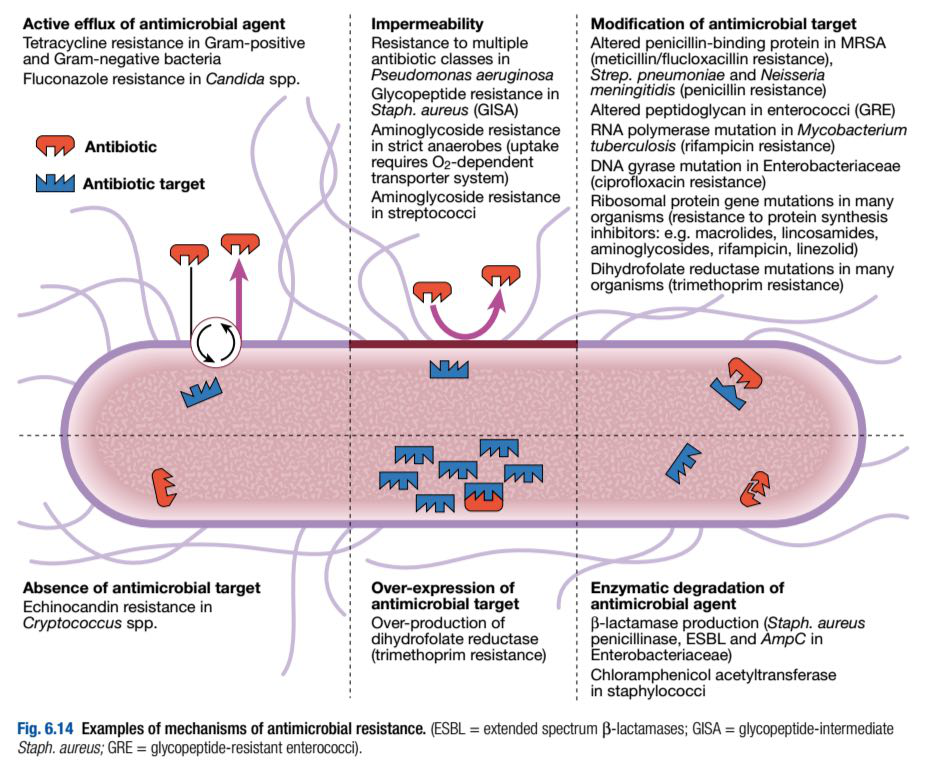 Active efflux of antimicrobial agent
Tetracycline resistance in Gram-positive
and Gram-negative bacteria
Fluconazole resistance in Candida spp.
Antibiotic
Antibiotic target
Impermeability
Resistance to multiple
antibiotic classes in
Pseudomonas aeruginosa
Glycopeptide resistance in
Staph. aureus (GISA)
Aminoglycoside resistance
in strict anaerobes (uptake
requires O₂-dependent
transporter system)
Aminoglycoside resistance
in streptococci
Modification of antimicrobial target
Altered penicillin-binding protein in MRSA
(meticillin/flucloxacillin resistance),
Strep. pneumoniae and Neisseria
meningitidis (penicillin resistance)
Altered peptidoglycan in enterococci (GRE)
RNA polymerase mutation in Mycobacterium
tuberculosis (rifampicin resistance)
DNA gyrase mutation in Enterobacteriaceae
(ciprofloxacin resistance)
Ribosomal protein gene mutations in many
organisms (resistance to protein synthesis
inhibitors: e.g. macrolides, lincosamides,
aminoglycosides, rifampicin, linezolid)
Dihydrofolate reductase mutations in many
organisms (trimethoprim resistance)
Absence of antimicrobial target
Echinocandin resistance in
Cryptococcus spp.
Over-expression of
antimicrobial target
Over-production of
dihydrofolate reductase
(trimethoprim resistance)
Enzymatic degradation of
antimicrobial agent
β-lactamase production (Staph. aureus
penicillinase, ESBL and AmpC in
Enterobacteriaceae)
Chloramphenicol acetyltransferase
in staphylococci
Fig. 6.14 Examples of mechanisms of antimicrobial resistance. (ESBL = extended spectrum β-lactamases; GISA = glycopeptide-intermediate
Staph. aureus; GRE = glycopeptide-resistant enterococci).